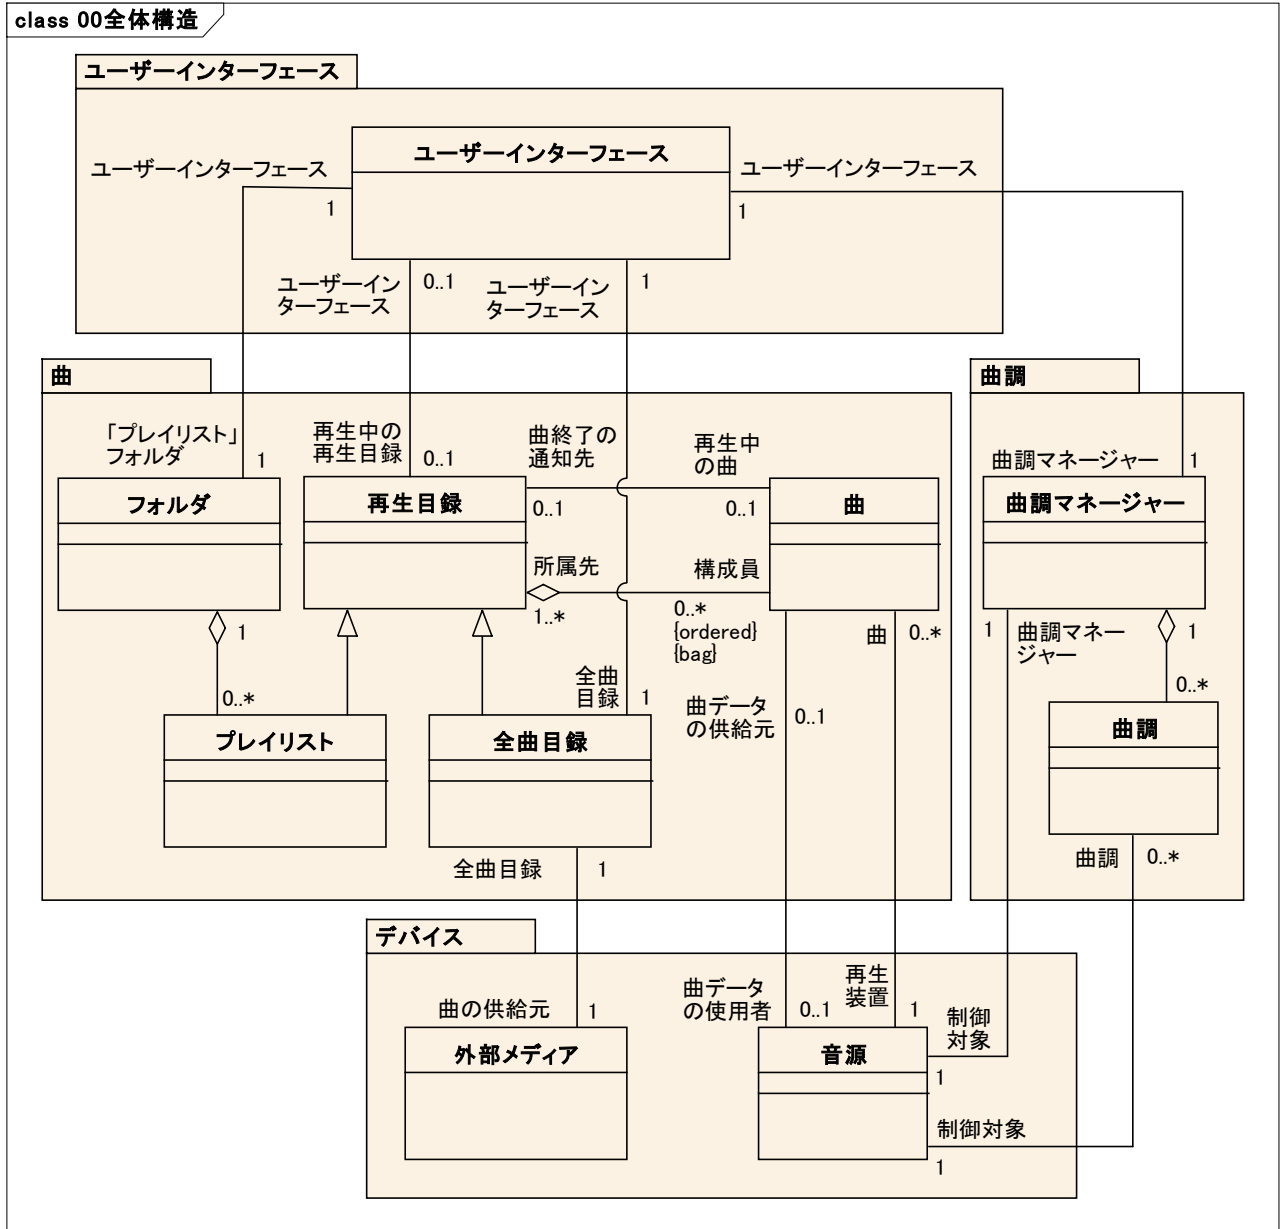 class 00全体構造
ユーザーインターフェース
ユーザーインターフェース
ユーザーインターフェース
ユーザーインターフェース
1
1
ユーザーイン
ターフェース
0..1
ユーザーイン
ターフェース
1
曲
曲調
「プレイリスト」
フォルダ
1
再生中の
再生目録
0..1
曲終了の
通知先
再生中
の曲
曲調マネージャー
1
フォルダ
再生目録
0..1
0..1
曲
曲調マネージャー
所属先
構成員
1..*
0..*
{ordered}
{bag}
1
曲
0..*
1
曲調マネー
ジャー
1
0..*
全曲
目録
1
曲データ
の供給元
0..1
0..*
プレイリスト
全曲目録
曲調
全曲目録
1
曲調
0..*
デバイス
曲の供給元
1
曲データ
の使用者
0..1
再生
装置
1
制御
対象
外部メディア
音源
1
制御対象
1